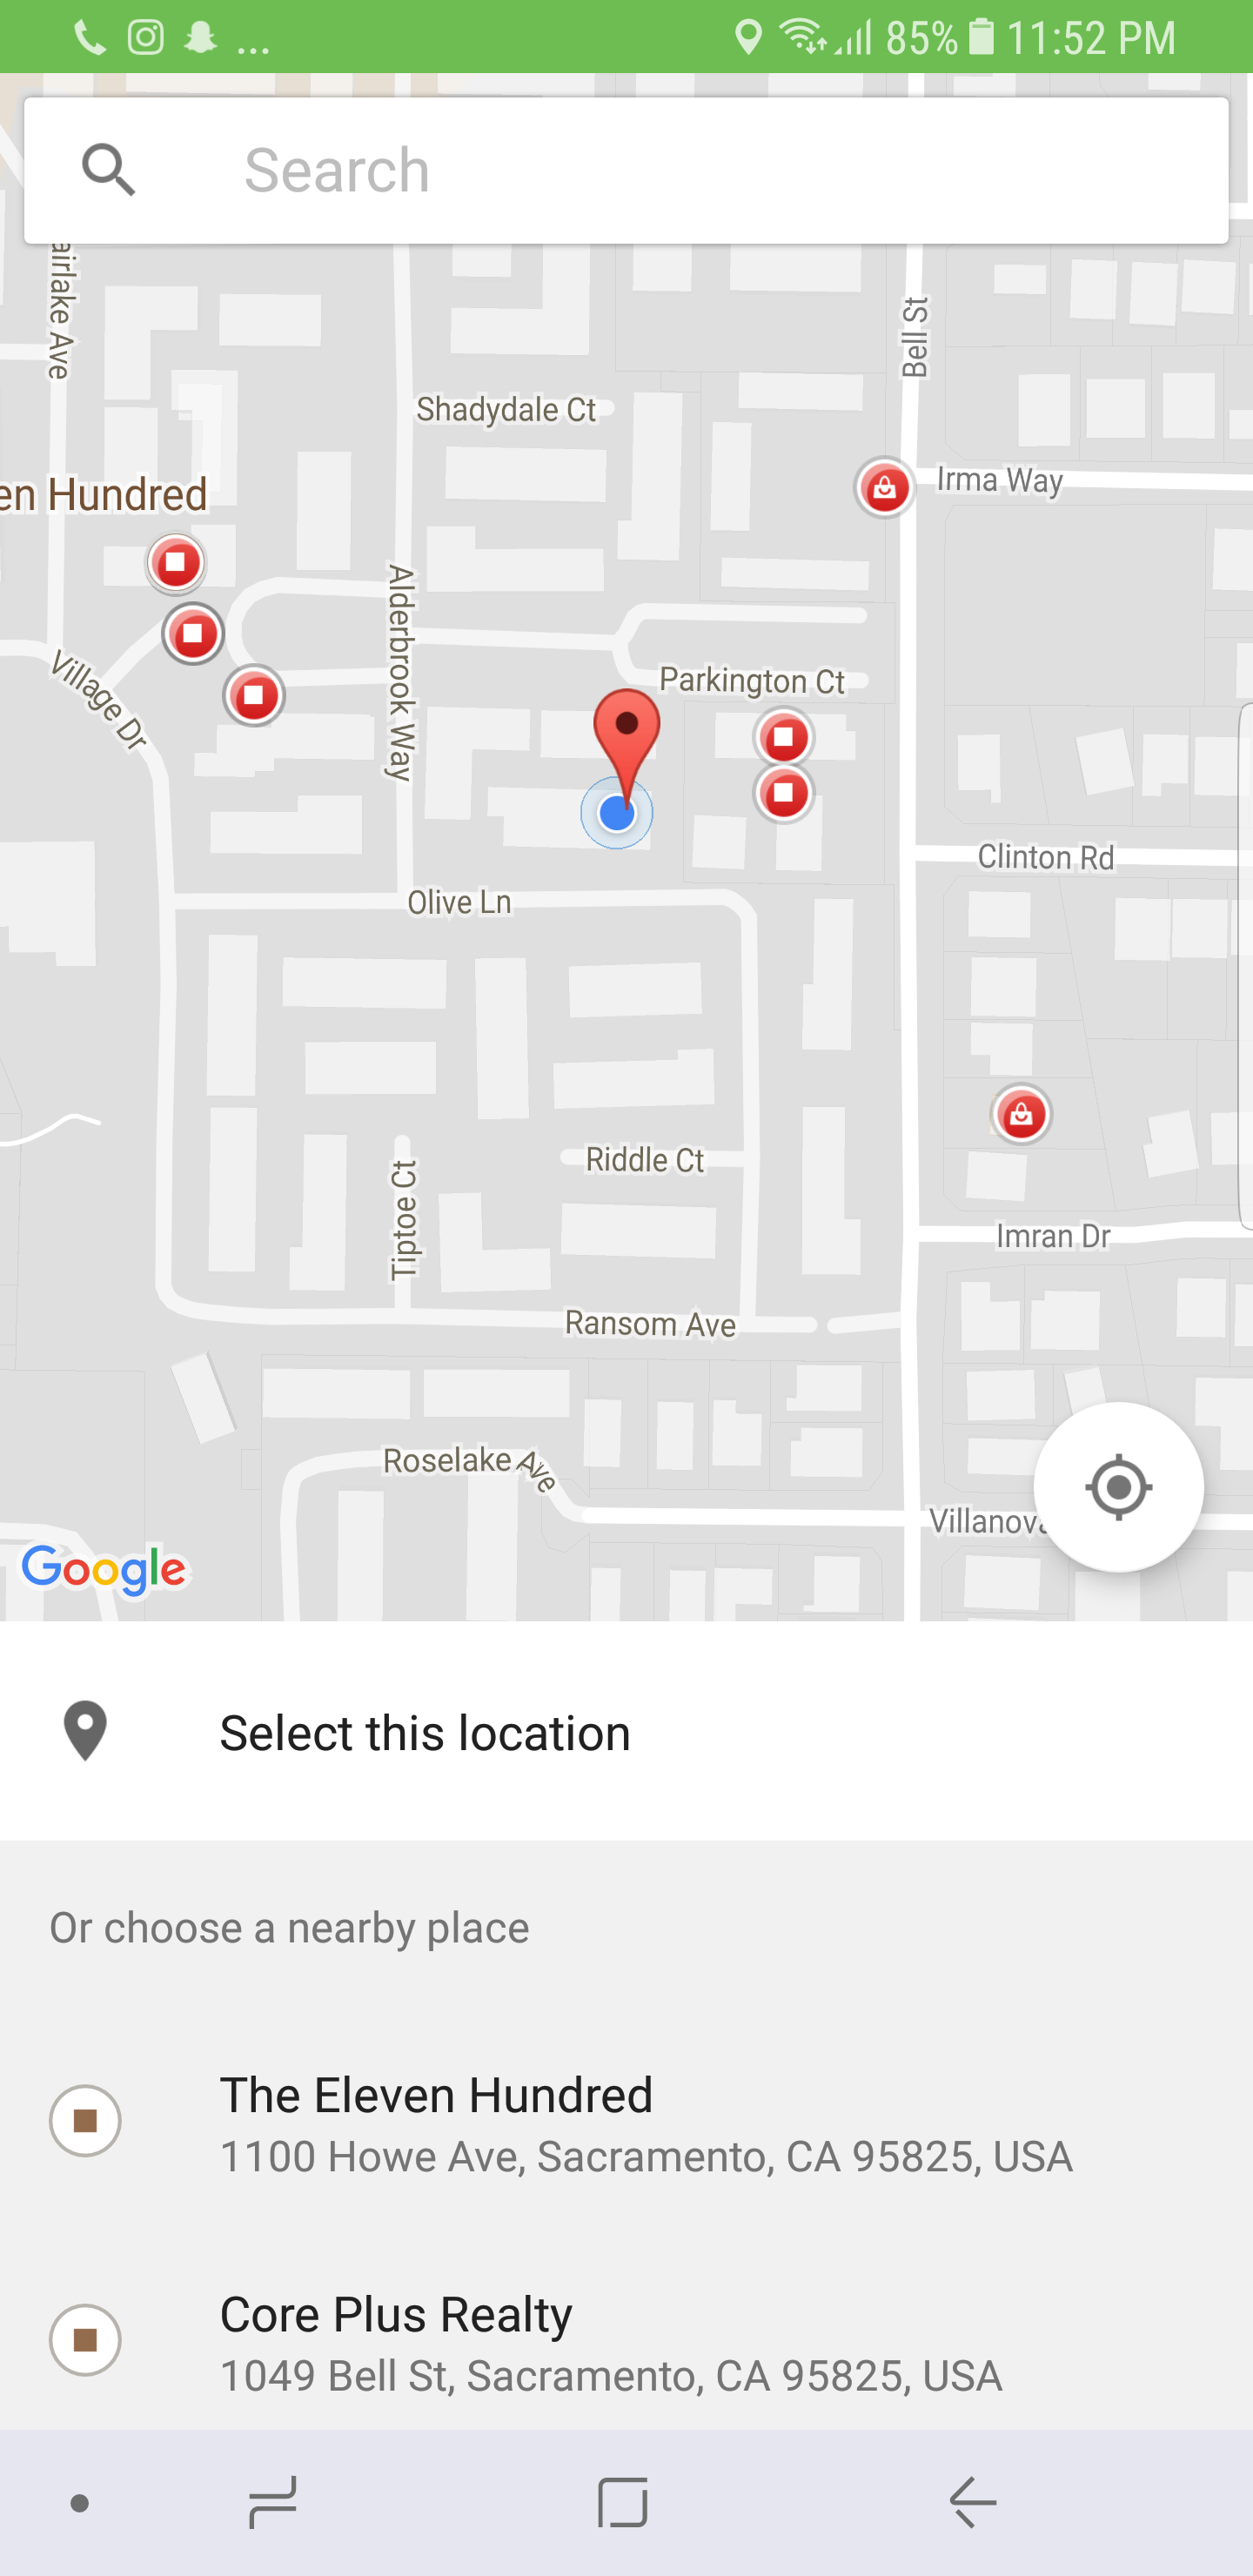 ... 85% 11:52 PM
Search
airlake Ave
Bell St
Shadydale Ct
Irma Way
en Hundred
Alderbrook Way
Village Dr
Parkington Ct
Clinton Rd
Olive Ln
Riddle Ct
Tiptoe Ct
Imran Dr
Ransom Ave
Roselake Ave
Villanova
Google
Select this location
Or choose a nearby place
The Eleven Hundred
1100 Howe Ave, Sacramento, CA 95825, USA
Core Plus Realty
1049 Bell St, Sacramento, CA 95825, USA